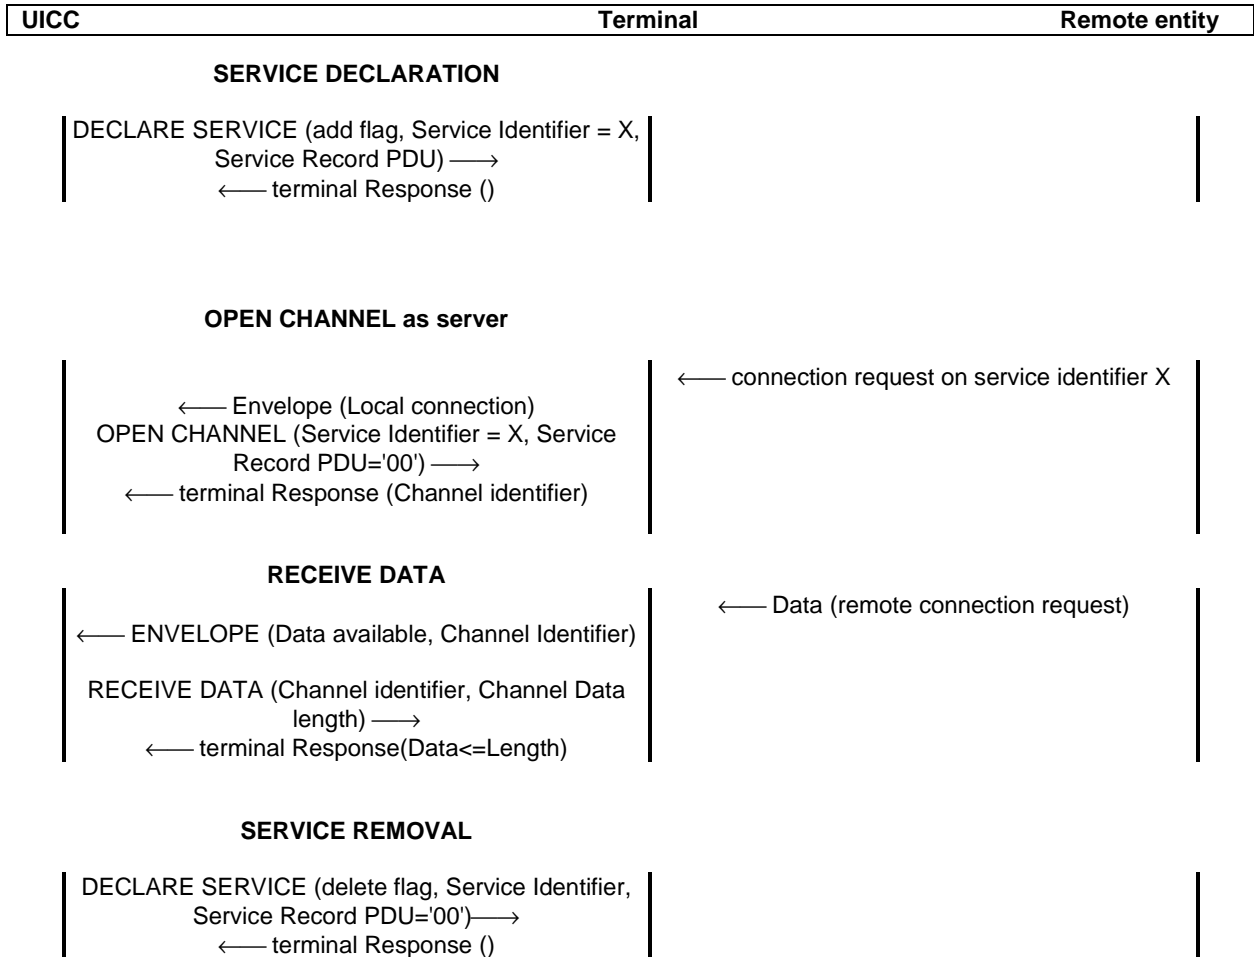 UICC Terminal Remote entity
SERVICE DECLARATION
DECLARE SERVICE (add flag, Service Identifier = X,
Service Record PDU) ⟶
⟵ terminal Response ()
OPEN CHANNEL as server
⟵ connection request on service identifier X
⟵ Envelope (Local connection)
OPEN CHANNEL (Service Identifier = X, Service
Record PDU='00') ⟶
⟵ terminal Response (Channel identifier)
RECEIVE DATA
⟵ Data (remote connection request)
⟵ ENVELOPE (Data available, Channel Identifier)
RECEIVE DATA (Channel identifier, Channel Data
length) ⟶
⟵ terminal Response(Data<=Length)
SERVICE REMOVAL
DECLARE SERVICE (delete flag, Service Identifier,
Service Record PDU='00')⟶
⟵ terminal Response ()